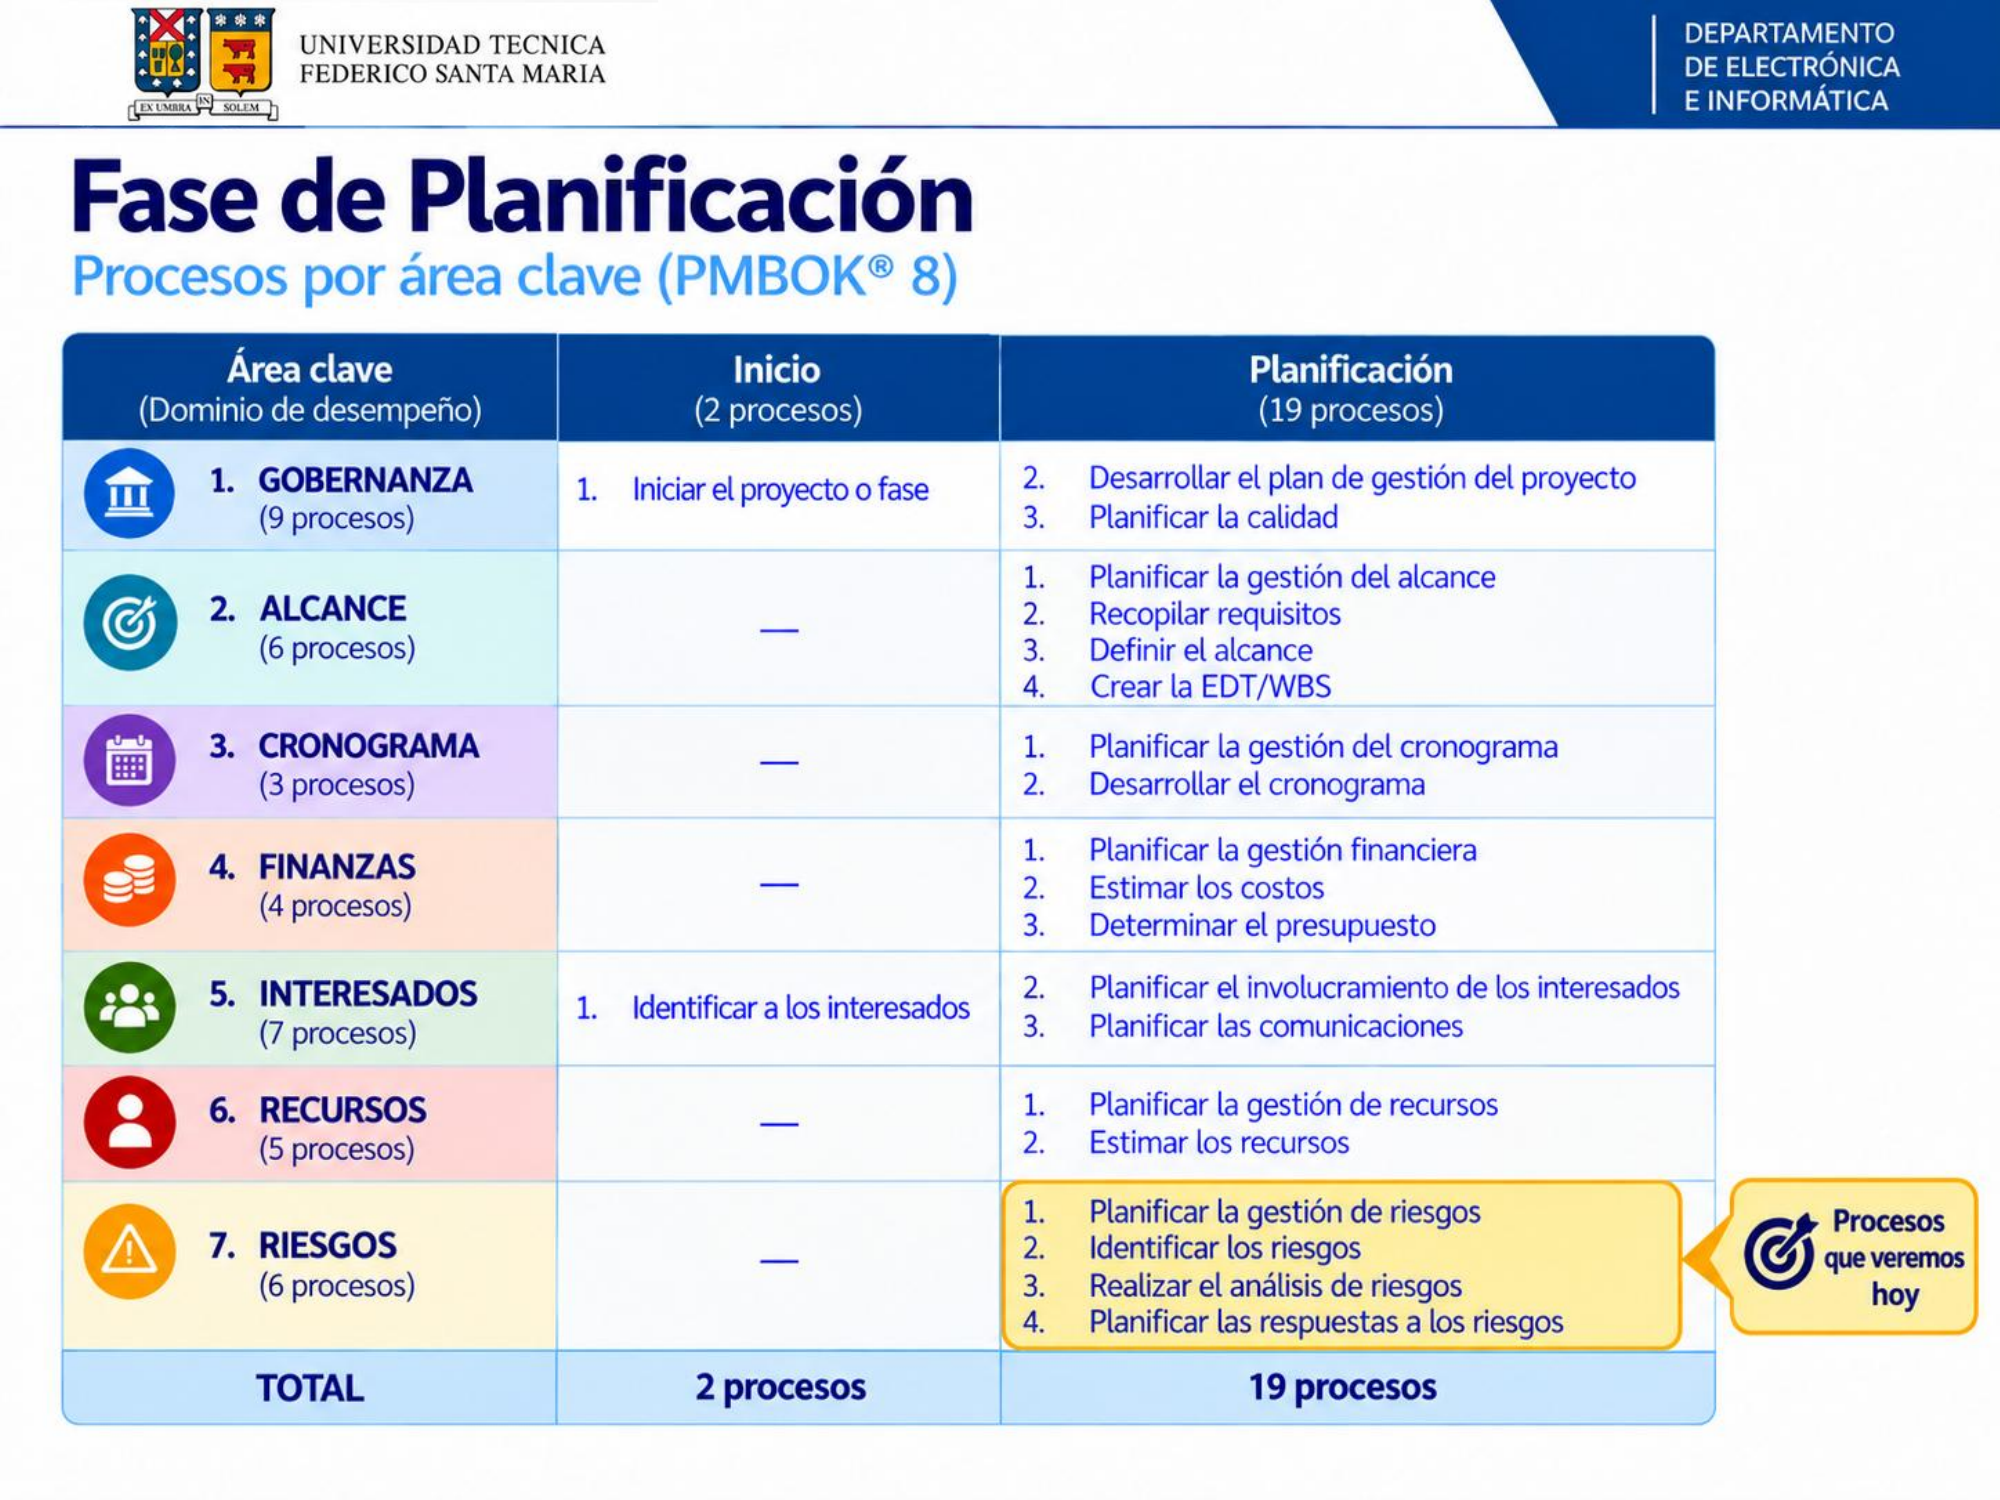 EX UMBRA IN SOLEM
UNIVERSIDAD TECNICA
FEDERICO SANTA MARIA
DEPARTAMENTO
DE ELECTRÓNICA
E INFORMÁTICA
Fase de Planificación
Procesos por área clave (PMBOK® 8)
Área clave
(Dominio de desempeño)
Inicio
(2 procesos)
Planificación
(19 procesos)
1. GOBERNANZA
(9 procesos)
1. Iniciar el proyecto o fase
2. Desarrollar el plan de gestión del proyecto
3. Planificar la calidad
2. ALCANCE
(6 procesos)
—
1. Planificar la gestión del alcance
2. Recopilar requisitos
3. Definir el alcance
4. Crear la EDT/WBS
3. CRONOGRAMA
(3 procesos)
—
1. Planificar la gestión del cronograma
2. Desarrollar el cronograma
4. FINANZAS
(4 procesos)
—
1. Planificar la gestión financiera
2. Estimar los costos
3. Determinar el presupuesto
5. INTERESADOS
(7 procesos)
1. Identificar a los interesados
2. Planificar el involucramiento de los interesados
3. Planificar las comunicaciones
6. RECURSOS
(5 procesos)
—
1. Planificar la gestión de recursos
2. Estimar los recursos
7. RIESGOS
(6 procesos)
—
1. Planificar la gestión de riesgos
2. Identificar los riesgos
3. Realizar el análisis de riesgos
4. Planificar las respuestas a los riesgos
Procesos
que veremos
hoy
TOTAL
2 procesos
19 procesos